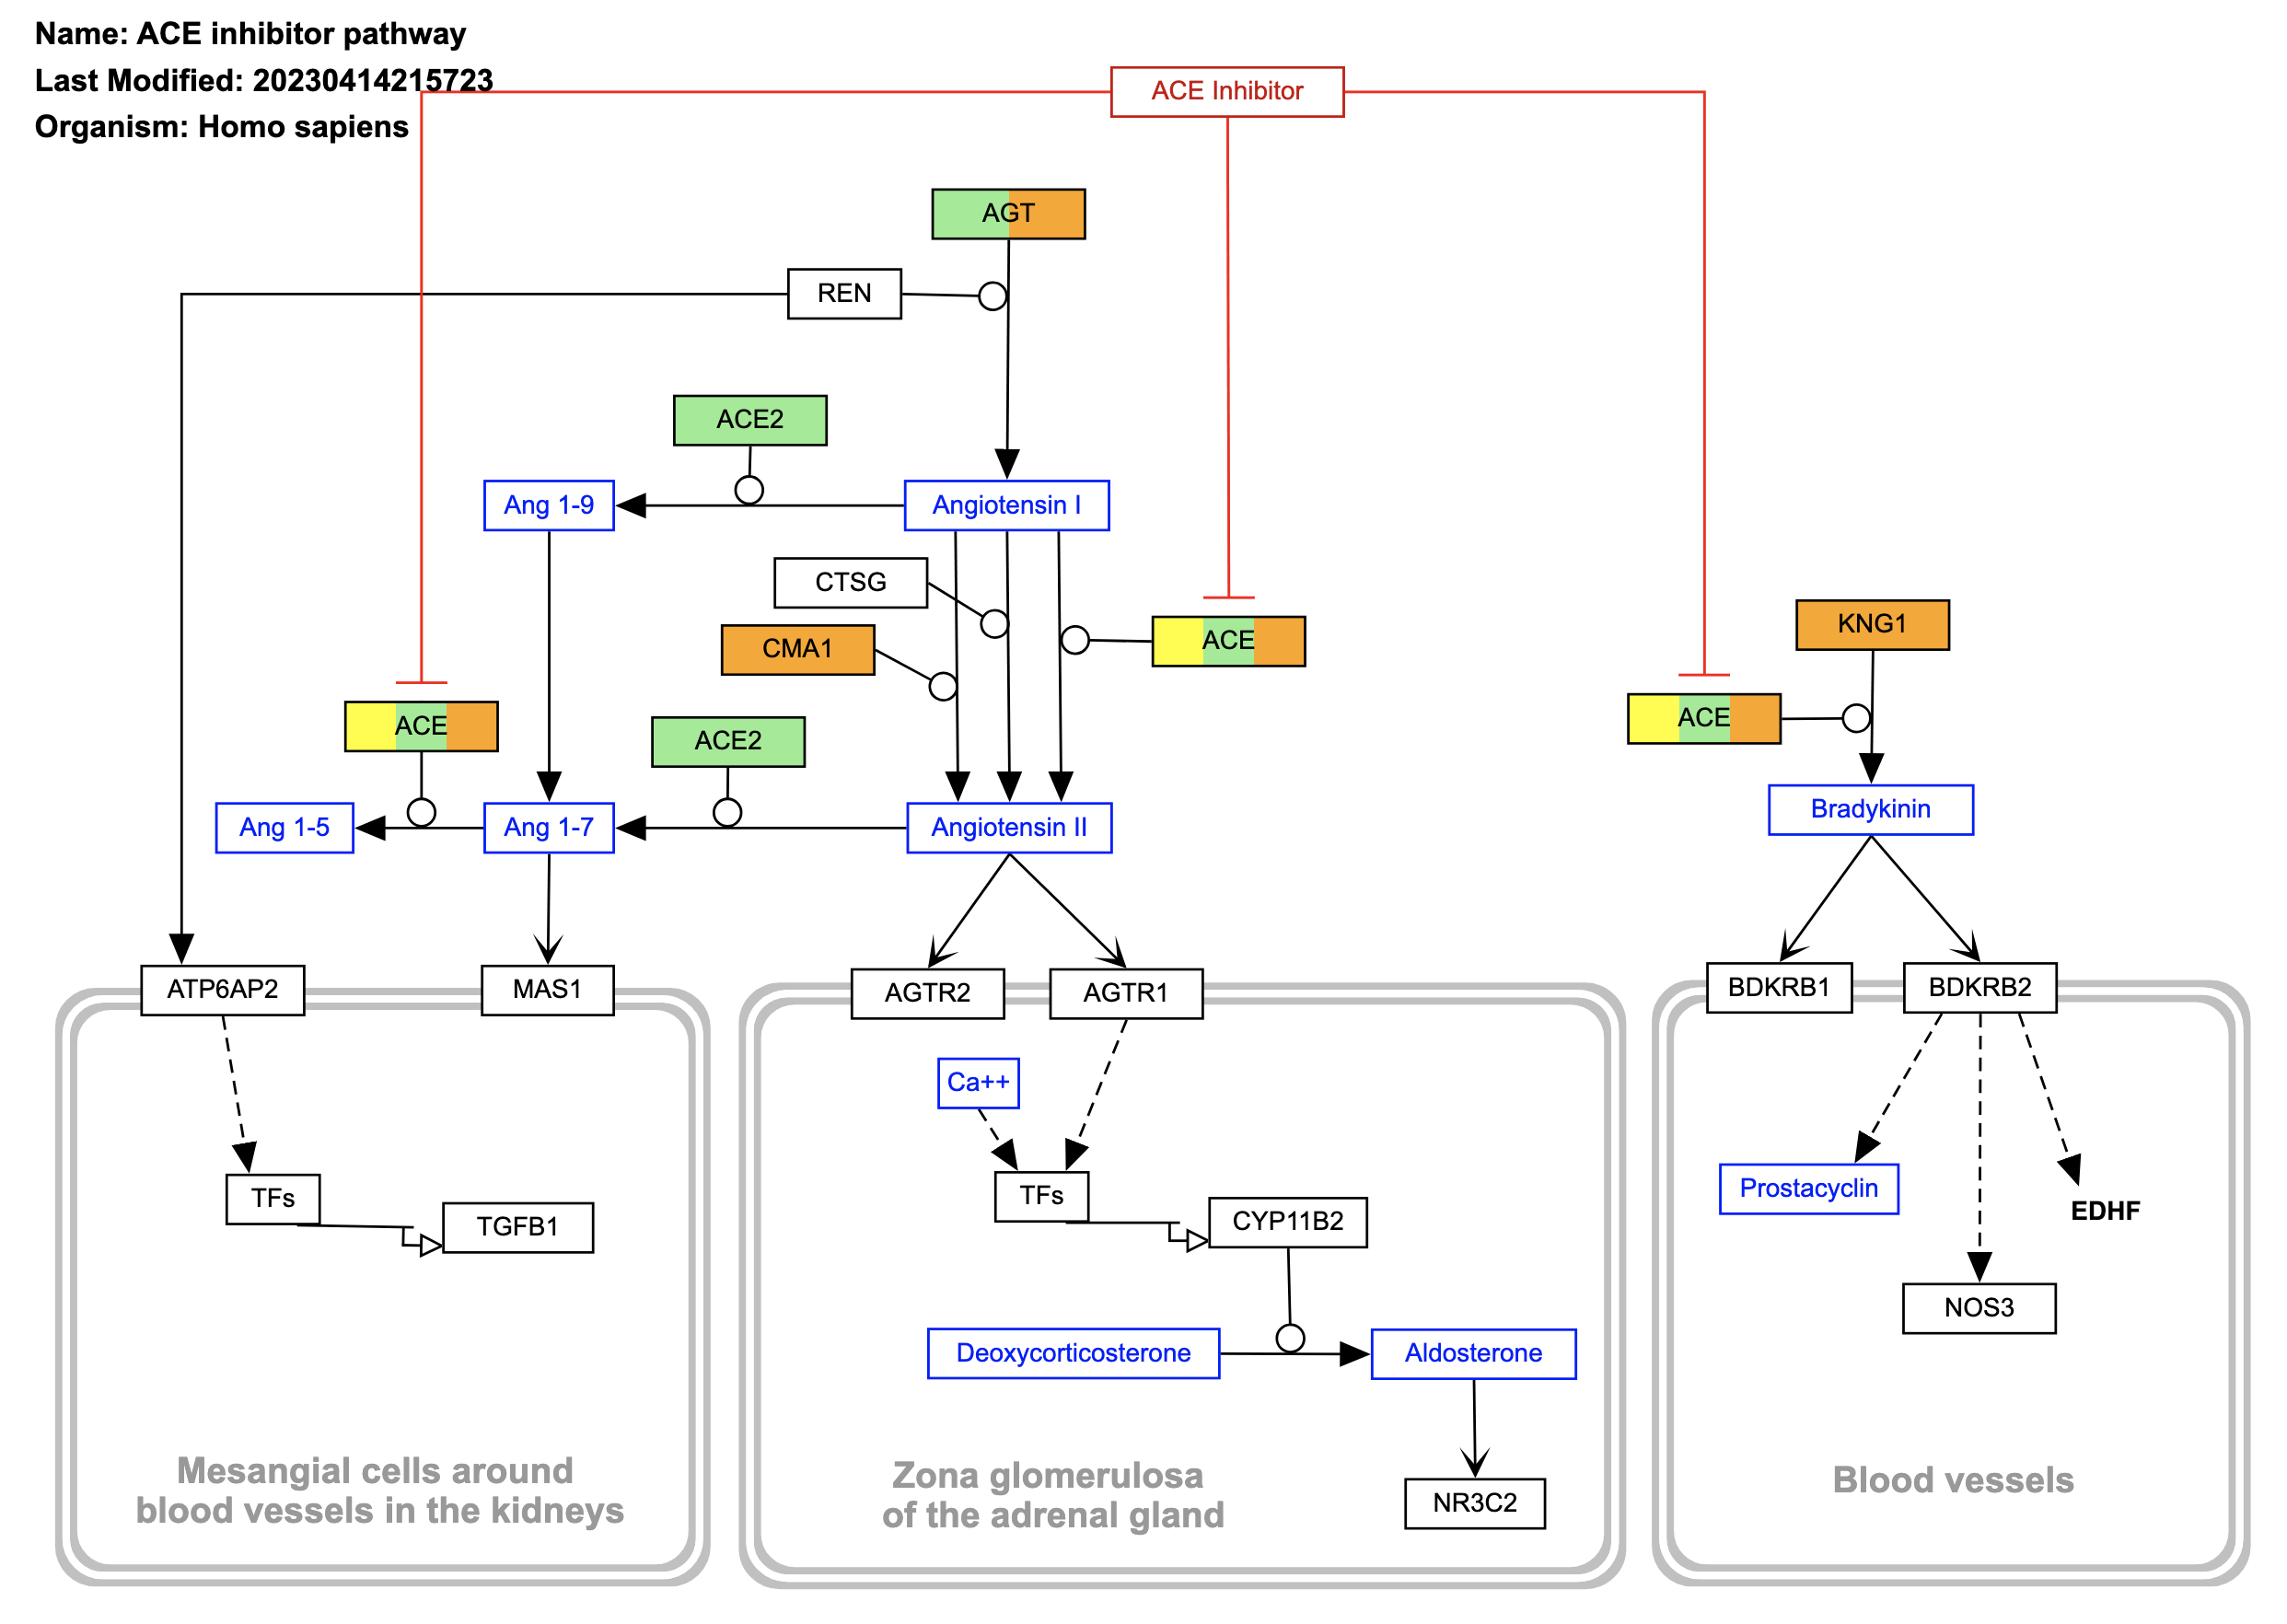 Name: ACE inhibitor pathway
Last Modified: 20230414215723
Organism: Homo sapiens
ACE Inhibitor
AGT
REN
ACE2
Ang 1-9
Angiotensin I
CTSG
CMA1
ACE
KNG1
ACE
ACE2
ACE
Ang 1-5
Ang 1-7
Angiotensin II
Bradykinin
ATP6AP2
MAS1
AGTR2
AGTR1
BDKRB1
BDKRB2
Ca++
TFs
TGFB1
TFs
CYP11B2
Prostacyclin
EDHF
NOS3
Deoxycorticosterone
Aldosterone
NR3C2
Mesangial cells around
blood vessels in the kidneys
Zona glomerulosa
of the adrenal gland
Blood vessels